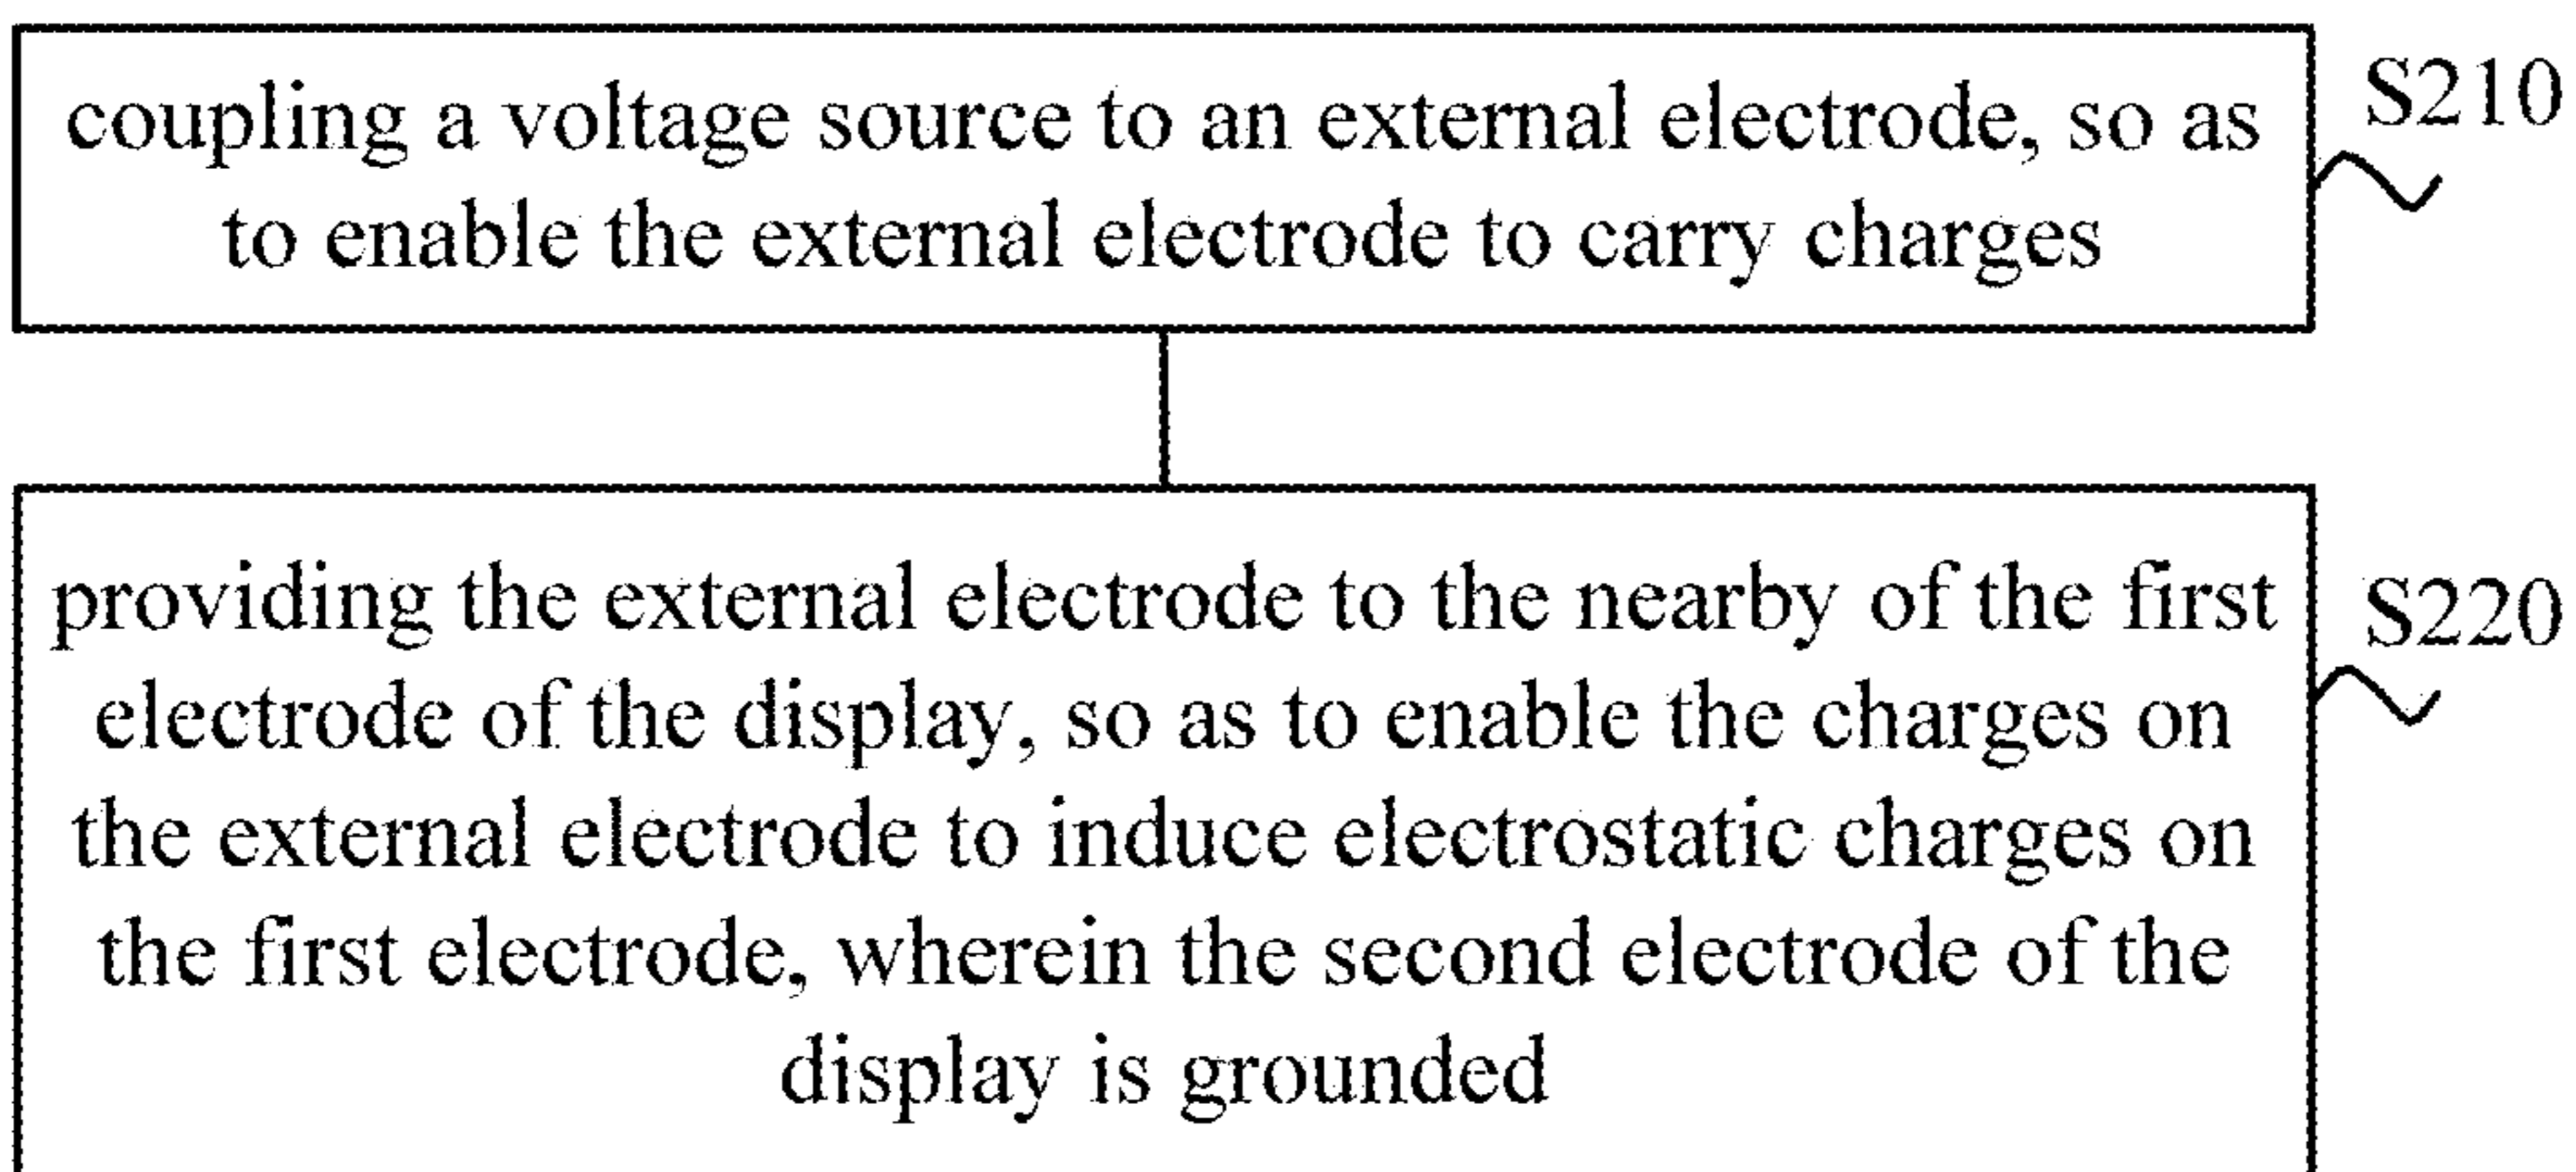 coupling a voltage source to an external electrode, so as
to enable the external electrode to carry charges
S210
providing the external electrode to the nearby of the first
electrode of the display, so as to enable the charges on
the external electrode to induce electrostatic charges on
the first electrode, wherein the second electrode of the
display is grounded
S220